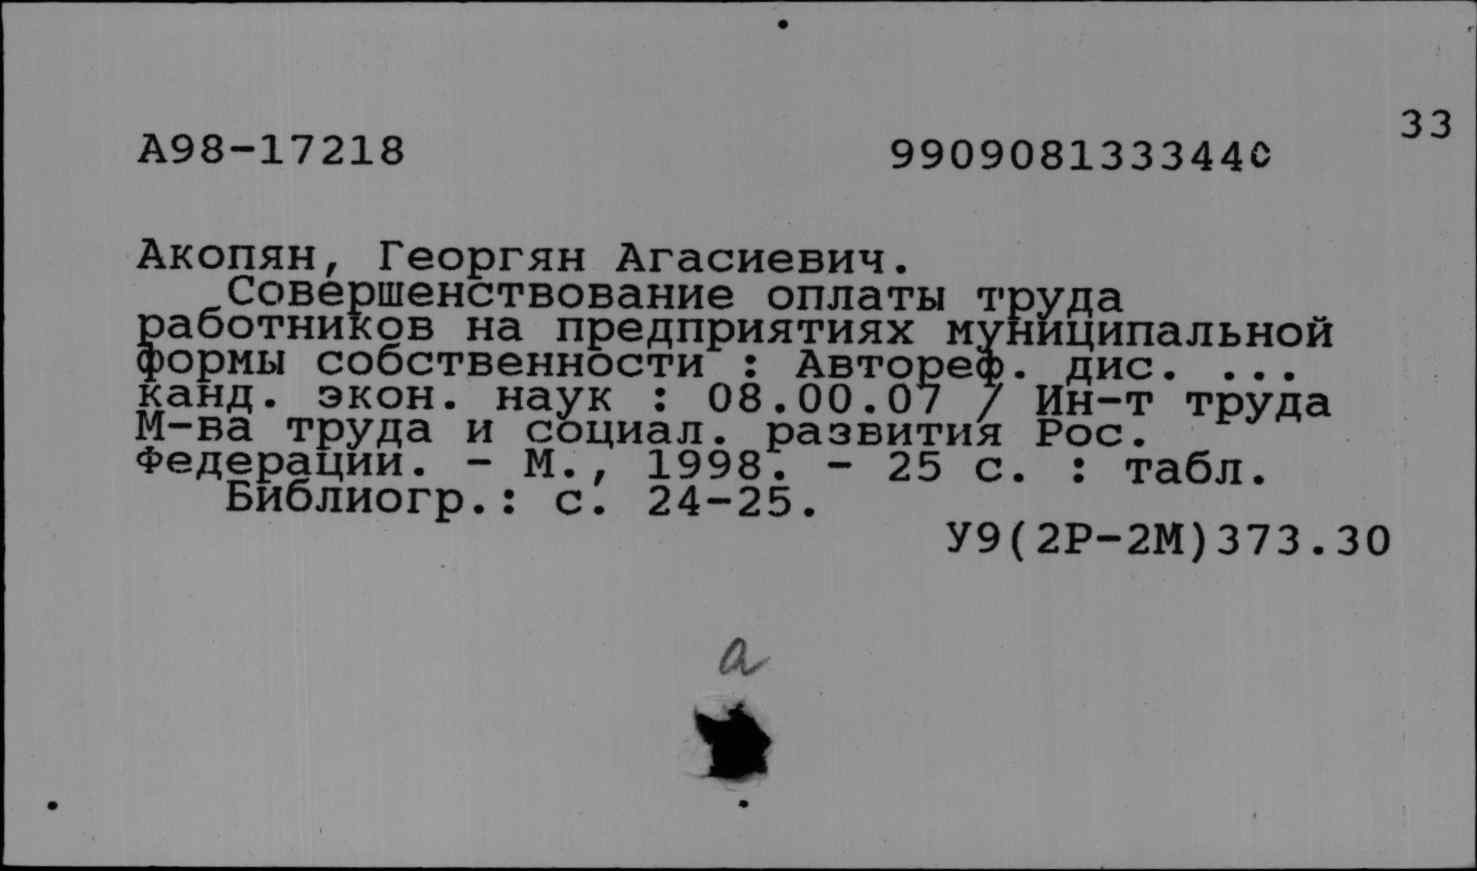 33
А98-17218 9909081333440
Акопян, Георгян Агасиевич.
Совершенствование оплаты труда
работников на предприятиях муниципальной
формы собственности : Автореф. дис. ...
канд. экон. наук : 08.00.07 / Ин-т труда
М-ва труда и социал. развития Рос.
Федерации. - М., 1998. - 25 с. : табл.
Библиогр.: с. 24-25.
У9(2Р-2М)373.30
а